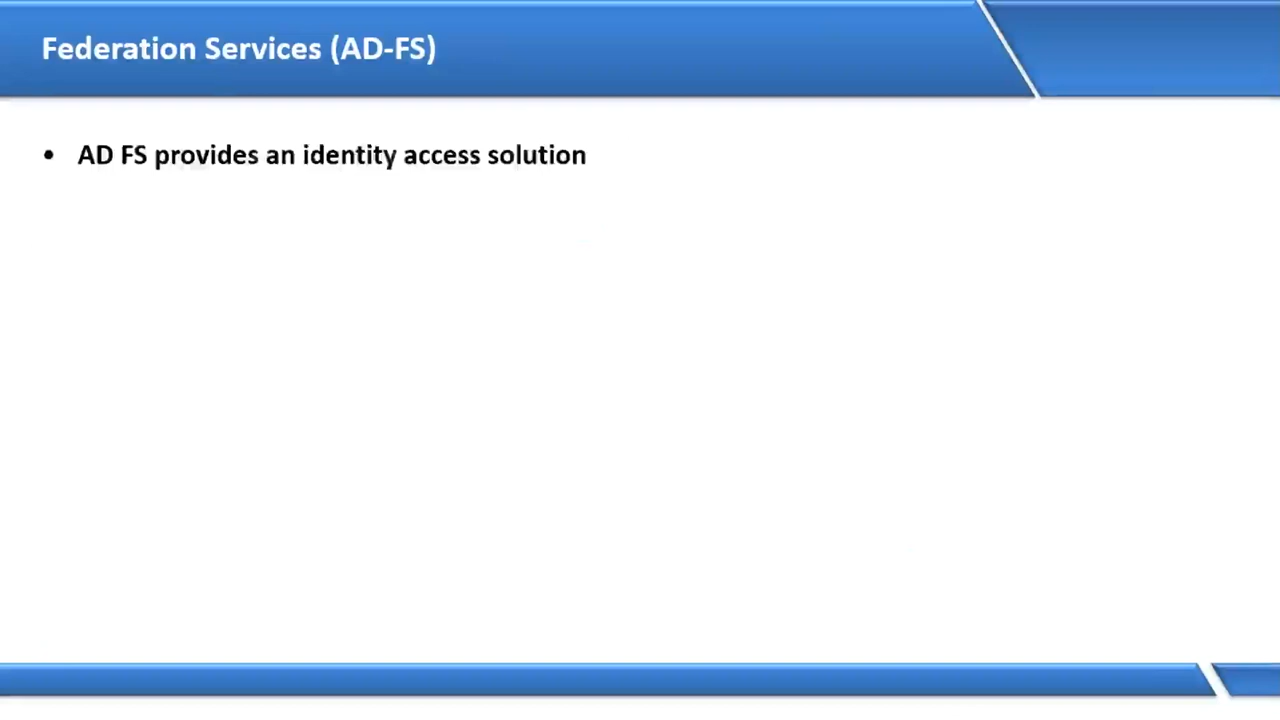 Federation Services (AD-FS)
• AD FS provides an identity access solution